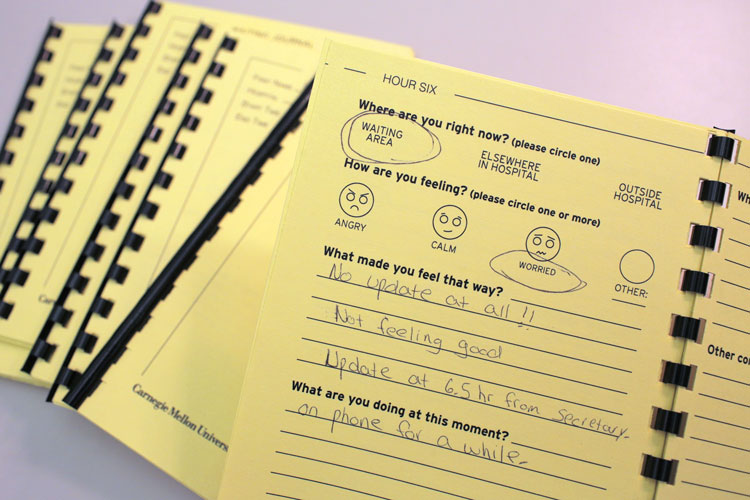 HOUR SIX
Where are you right now? (please circle one)
WAITING
AREA
ELSEWHERE
IN HOSPITAL
OUTSIDE
HOSPITAL
How are you feeling? (please circle one or more)
ANGRY
CALM
WORRIED
OTHER:
What made you feel that way?
No update at all !!
Not feeling good
Update at 6.5 hr from secretary.
What are you doing at this moment?
on phone for a while.
Carnegie Mellon Univers
Wh
Other co